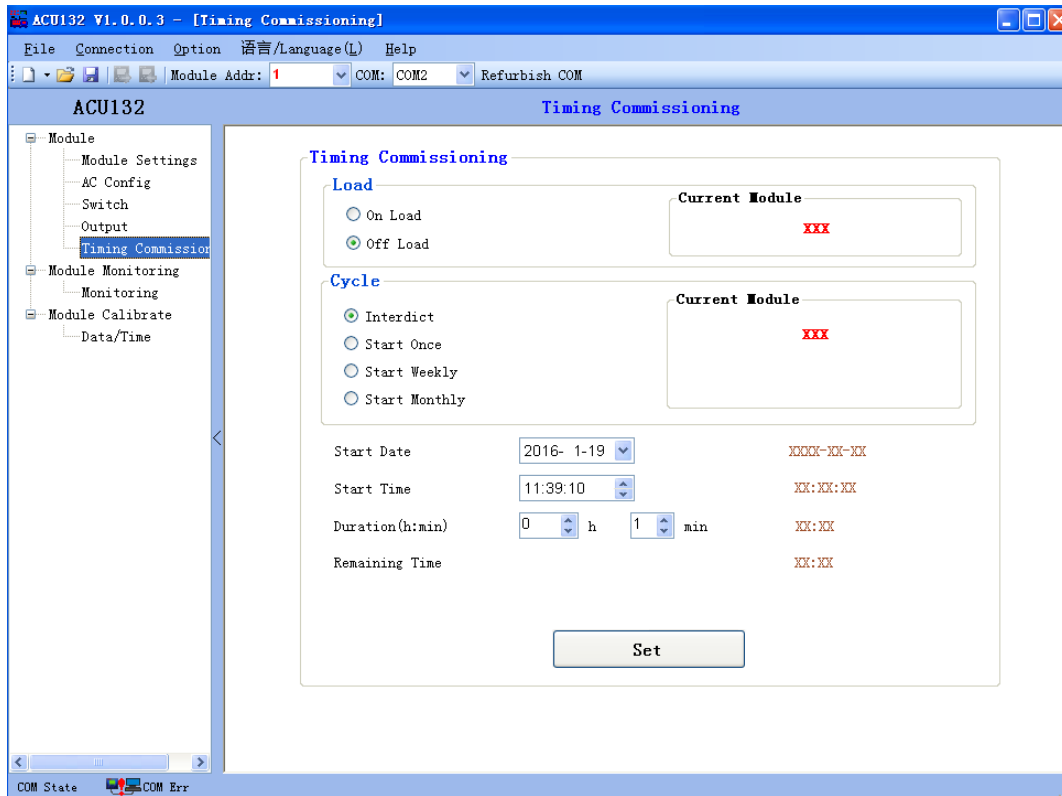 ACU132 V1.0.0.3 - [Timing Commissioning]
File Connection Option 语言/Language(L) Help
Module Addr: 1 COM: COM2 Refurbish COM
ACU132
Timing Commissioning
Module
Module Settings
AC Config
Switch
Output
Timing Commission
Module Monitoring
Monitoring
Module Calibrate
Data/Time
Timing Commissioning
Load
On Load
Off Load
Current Module
XXX
Cycle
Interdict
Start Once
Start Weekly
Start Monthly
Current Module
XXX
Start Date 2016- 1-19 XXXX-XX-XX
Start Time 11:39:10 XX:XX:XX
Duration(h:min) 0 h 1 min XX:XX
Remaining Time XX:XX
Set
COM State COM Err